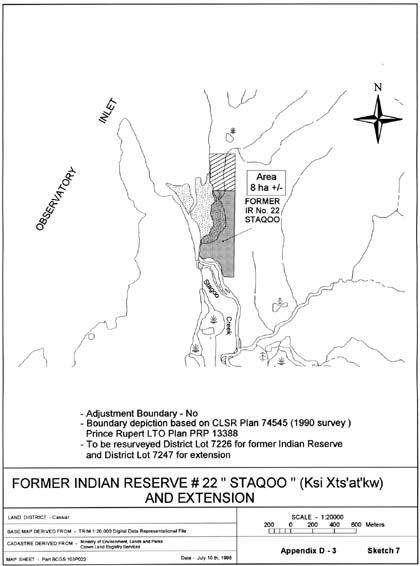 N
OBSERVATORY INLET
Area
8 ha +/-
FORMER
IR No. 22
STAQOO
Staqoo
Creek
- Adjustment Boundary - No
- Boundary depiction based on CLSR Plan 74545 (1990 survey)
Prince Rupert LTO Plan PRP 13388
- To be resurveyed District Lot 7226 for former Indian Reserve
and District Lot 7247 for extension
FORMER INDIAN RESERVE # 22 " STAQOO " (Ksi Xts'at'kw)
AND EXTENSION
LAND DISTRICT - Cassiar
BASE MAP DERIVED FROM - TRIM 1:20,000 Digital Data Representational File
CADASTRE DERIVED FROM - Ministry of Environment, Lands and Parks
Crown Land Registry Services
MAP SHEET - Parps BCGS 103P022
Date - July 10 th, 1998
SCALE - 1:20000
200 0 200 400 600 Meters
Appendix D - 3
Sketch 7